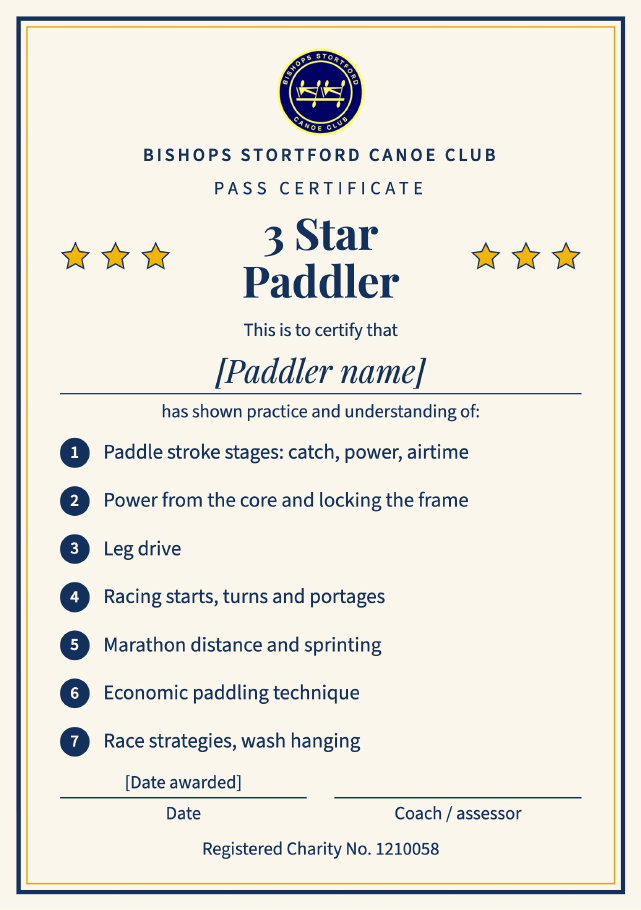 BISHOPS STORTFORD
CANOE CLUB
BISHOPS STORTFORD CANOE CLUB
PASS CERTIFICATE
3 Star
Paddler
This is to certify that
[Paddler name]
has shown practice and understanding of:
1 Paddle stroke stages: catch, power, airtime
2 Power from the core and locking the frame
3 Leg drive
4 Racing starts, turns and portages
5 Marathon distance and sprinting
6 Economic paddling technique
7 Race strategies, wash hanging
[Date awarded]
Date
Coach / assessor
Registered Charity No. 1210058